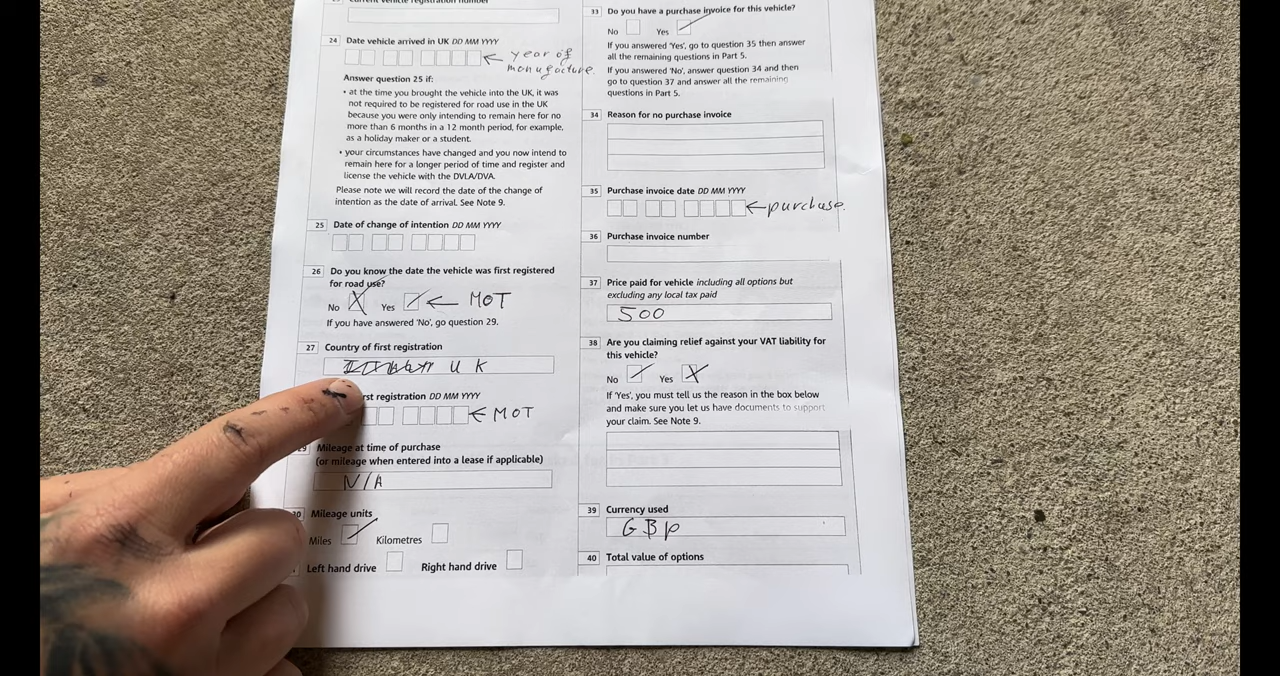 24 Date vehicle arrived in UK DD MM YYYY
← year of
manufacture.
Answer question 25 if:
• at the time you brought the vehicle into the UK, it was
not required to be registered for road use in the UK
because you were only intending to remain here for no
more than 6 months in a 12 month period, for example,
as a holiday maker or a student.
• your circumstances have changed and you now intend to
remain here for a longer period of time and register and
license the vehicle with the DVLA/DVA.
Please note we will record the date of the change of
intention as the date of arrival. See Note 9.
25 Date of change of intention DD MM YYYY
26 Do you know the date the vehicle was first registered
for road use?
No Yes ← MOT
If you have answered 'No', go question 29.
27 Country of first registration
UK
rst registration DD MM YYYY
← MOT
29 Mileage at time of purchase
(or mileage when entered into a lease if applicable)
N/A
30 Mileage units
Miles Kilometres
Left hand drive Right hand drive
33 Do you have a purchase invoice for this vehicle?
No Yes
If you answered 'Yes', go to question 35 then answer
all the remaining questions in Part 5.
If you answered 'No', answer question 34 and then
go to question 37 and answer all the remaining
questions in Part 5.
34 Reason for no purchase invoice
35 Purchase invoice date DD MM YYYY
← purchase.
36 Purchase invoice number
37 Price paid for vehicle including all options but
excluding any local tax paid
500
38 Are you claiming relief against your VAT liability for
this vehicle?
No Yes
If 'Yes', you must tell us the reason in the box below
and make sure you let us have documents to support
your claim. See Note 9.
39 Currency used
GBP
40 Total value of options